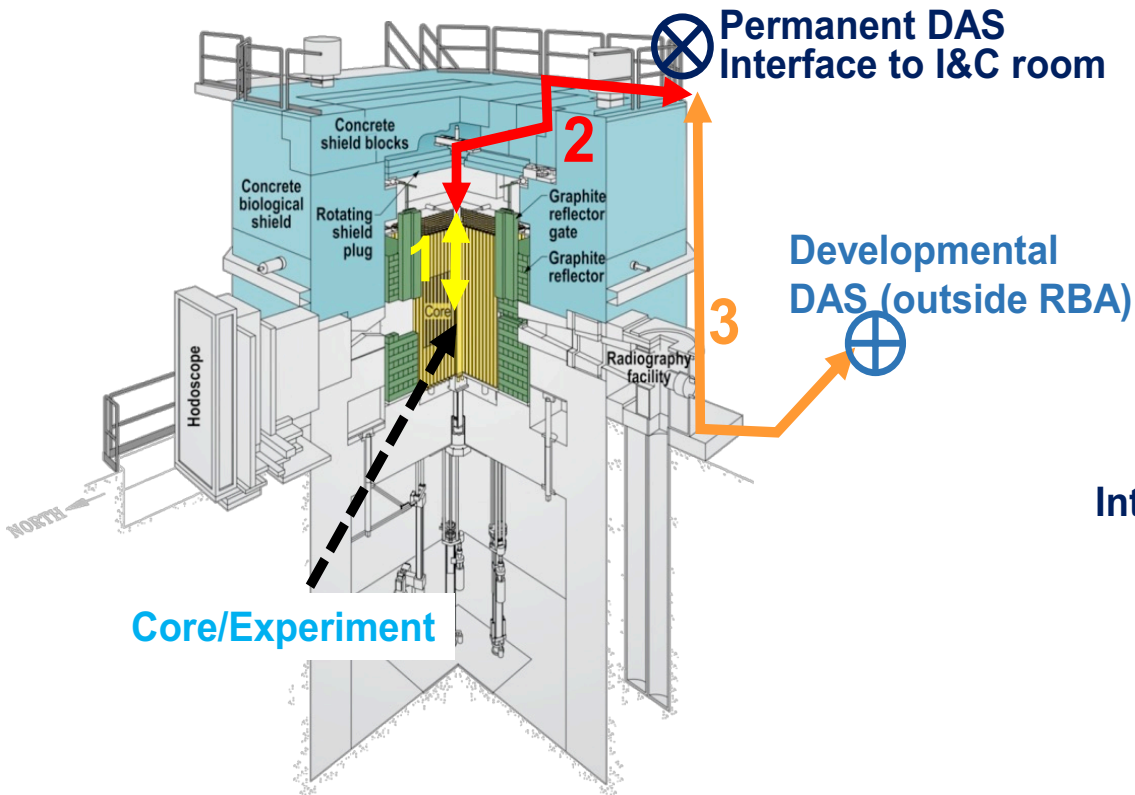 Permanent DAS
Interface to I&C room
Concrete
shield blocks
2
Concrete
biological
shield
Rotating
shield
plug
Graphite
reflector
gate
Graphite
reflector
1
Core
Developmental
DAS (outside RBA)
3
Radiography
facility
Hodoscope
NORTH
Int
Core/Experiment